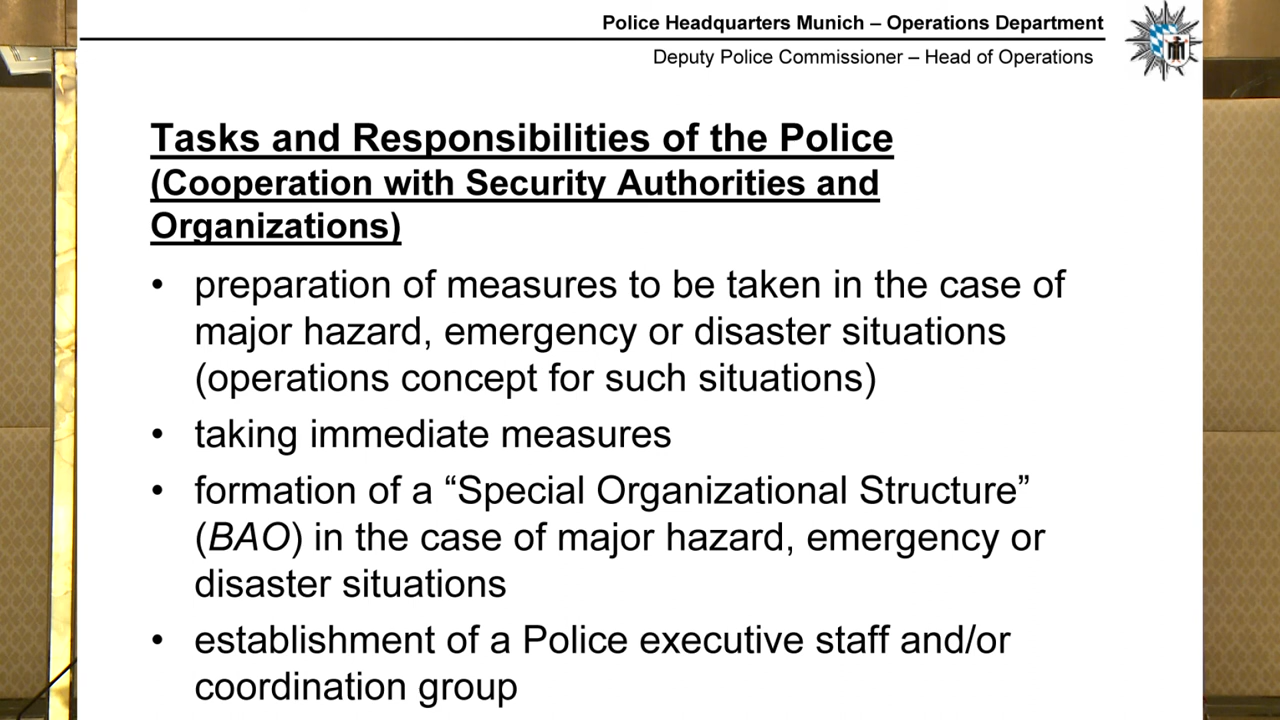 Police Headquarters Munich – Operations Department
Deputy Police Commissioner – Head of Operations
Tasks and Responsibilities of the Police
(Cooperation with Security Authorities and
Organizations)
• preparation of measures to be taken in the case of
major hazard, emergency or disaster situations
(operations concept for such situations)
• taking immediate measures
• formation of a “Special Organizational Structure”
(BAO) in the case of major hazard, emergency or
disaster situations
• establishment of a Police executive staff and/or
coordination group